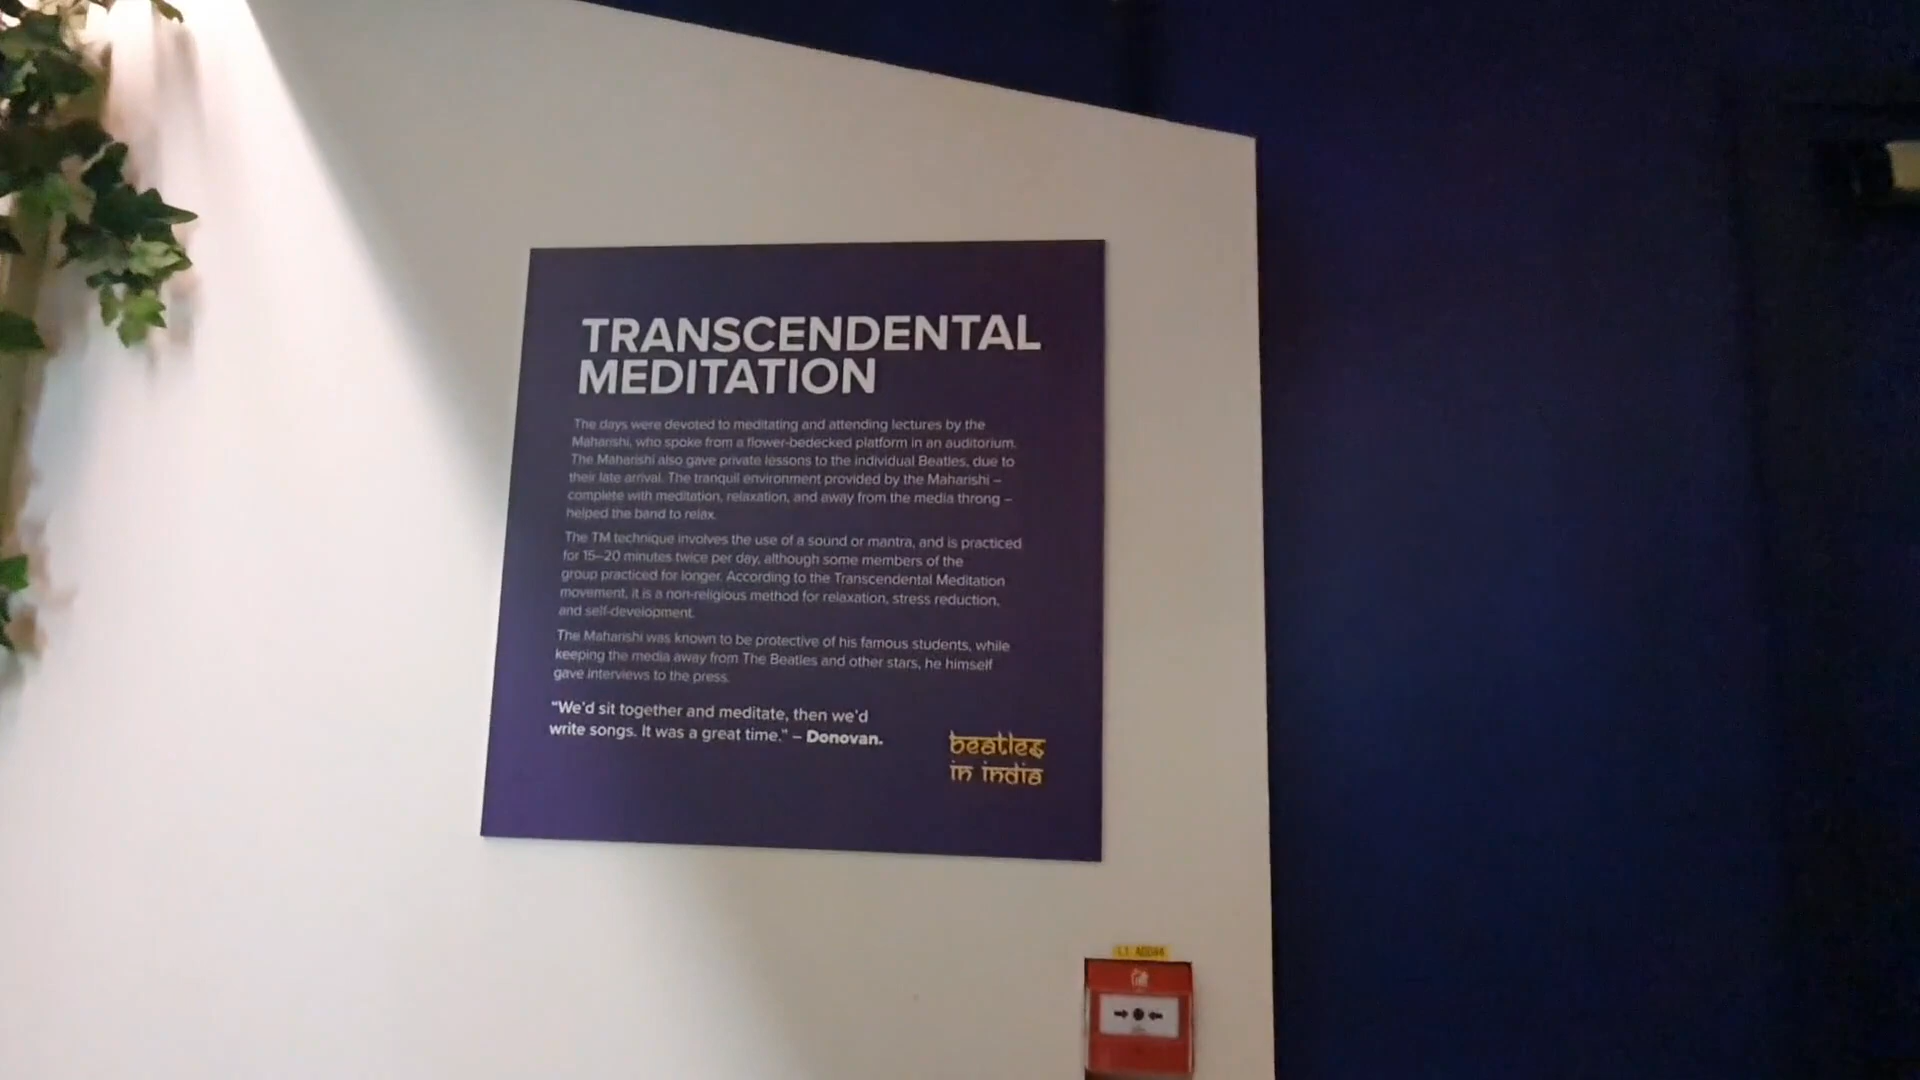 TRANSCENDENTAL
MEDITATION
The days were devoted to meditating and attending lectures by the
Maharishi, who spoke from a flower-bedecked platform in an auditorium.
The Maharishi also gave private lessons to the individual Beatles, due to
their late arrival. The tranquil environment provided by the Maharishi –
complete with meditation, relaxation, and away from the media throng –
helped the band to relax.
The TM technique involves the use of a sound or mantra, and is practiced
for 15–20 minutes twice per day, although some members of the
group practiced for longer. According to the Transcendental Meditation
movement, it is a non-religious method for relaxation, stress reduction,
and self-development.
The Maharishi was known to be protective of his famous students, while
keeping the media away from The Beatles and other stars, he himself
gave interviews to the press.
"We'd sit together and meditate, then we'd
write songs. It was a great time." – Donovan.
beatles
in india
L1